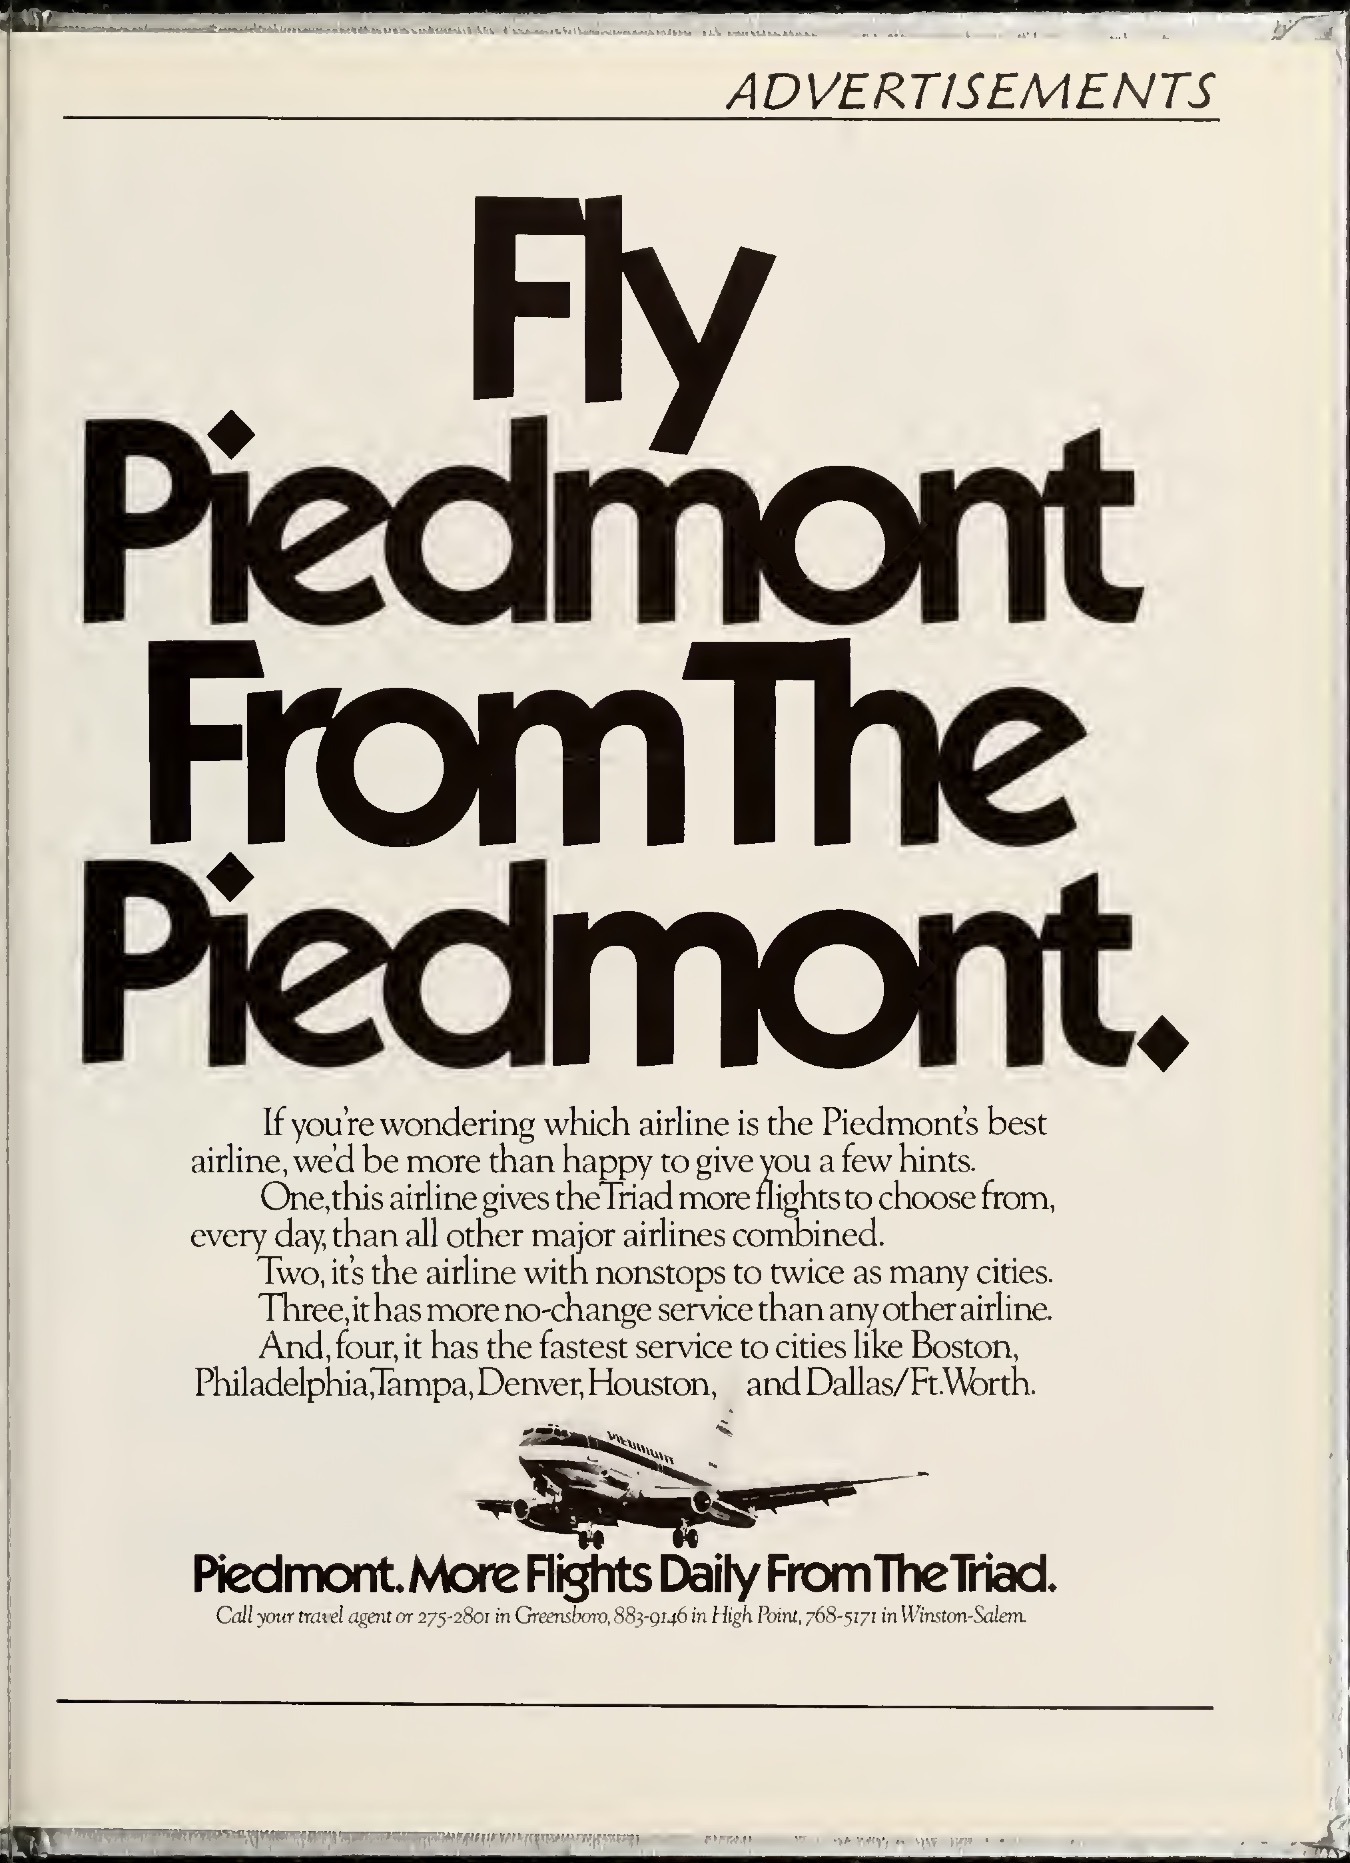 ADVERTISEMENTS
Fly
Piedmont
From The
Piedmont.
If you're wondering which airline is the Piedmont's best
airline, we'd be more than happy to give you a few hints.
One, this airline gives the Triad more flights to choose from,
every day, than all other major airlines combined.
Two, it's the airline with nonstops to twice as many cities.
Three, it has more no-change service than any other airline.
And, four, it has the fastest service to cities like Boston,
Philadelphia, Tampa, Denver, Houston, and Dallas/Ft. Worth.
PIEDMONT
Piedmont. More Flights Daily From The Triad.
Call your travel agent or 275-2801 in Greensboro, 883-9146 in High Point, 768-5171 in Winston-Salem.